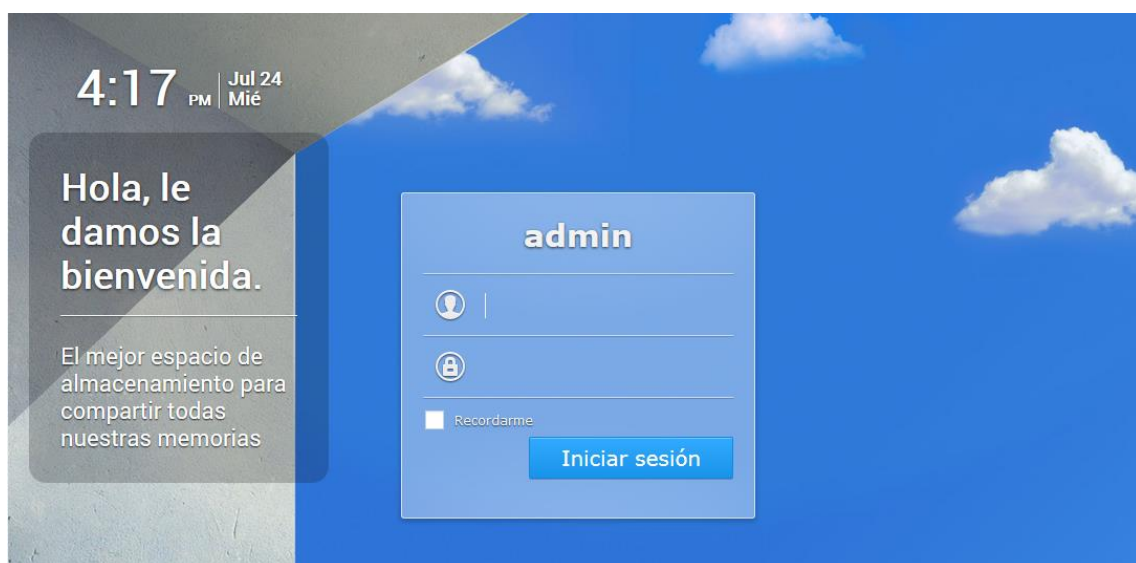 4:17 PM Jul 24
Mié
Hola, le
damos la
bienvenida.
El mejor espacio de
almacenamiento para
compartir todas
nuestras memorias
admin
Recordarme
Iniciar sesión